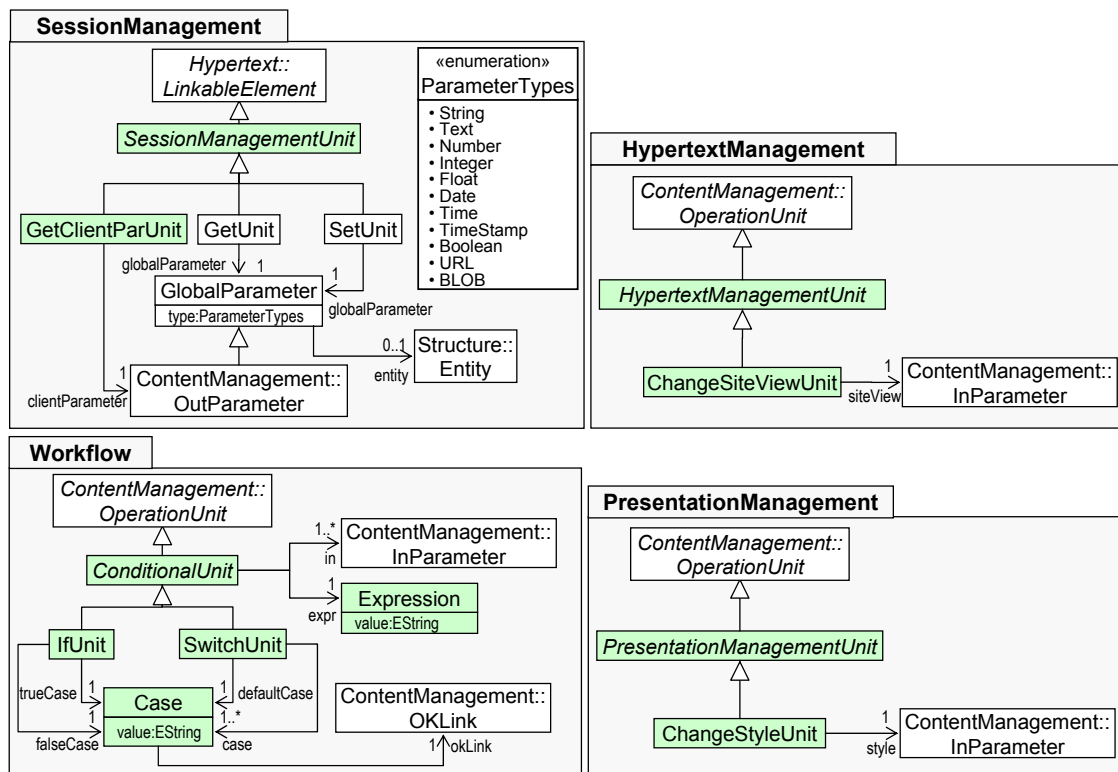 SessionManagement
Hypertext::
LinkableElement
«enumeration»
ParameterTypes
• String
• Text
• Number
• Integer
• Float
• Date
• Time
• TimeStamp
• Boolean
• URL
• BLOB
SessionManagementUnit
GetClientParUnit
GetUnit
SetUnit
globalParameter
1
1
GlobalParameter
globalParameter
type:ParameterTypes
0..1
entity
Structure::
Entity
1
clientParameter
ContentManagement::
OutParameter
HypertextManagement
ContentManagement::
OperationUnit
HypertextManagementUnit
ChangeSiteViewUnit
1
siteView
ContentManagement::
InParameter
Workflow
ContentManagement::
OperationUnit
ConditionalUnit
1..*
in
ContentManagement::
InParameter
1
expr
Expression
value:EString
IfUnit
SwitchUnit
trueCase
1
1
defaultCase
Case
value:EString
1
falseCase
1..*
case
ContentManagement::
OKLink
1
okLink
PresentationManagement
ContentManagement::
OperationUnit
PresentationManagementUnit
ChangeStyleUnit
1
style
ContentManagement::
InParameter